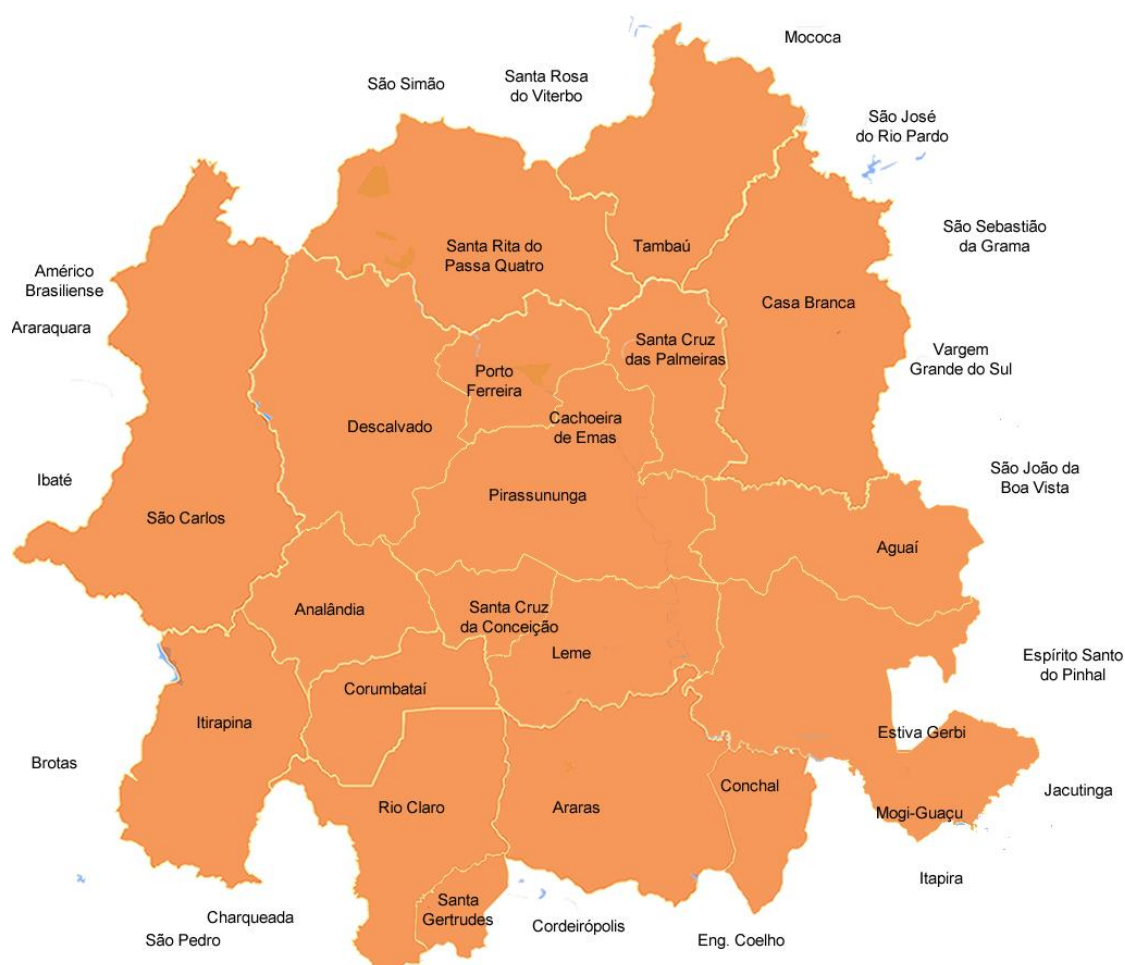 Mococa
São Simão
Santa Rosa
do Viterbo
São José
do Rio Pardo
São Sebastião
da Grama
Santa Rita do
Passa Quatro
Tambaú
Américo
Brasiliense
Casa Branca
Araraquara
Santa Cruz
das Palmeiras
Vargem
Grande do Sul
Porto
Ferreira
Descalvado
Cachoeira
de Emas
Ibaté
São João da
Boa Vista
Pirassununga
São Carlos
Aguaí
Analândia
Santa Cruz
da Conceição
Leme
Espírito Santo
do Pinhal
Corumbataí
Itirapina
Estiva Gerbi
Brotas
Conchal
Jacutinga
Rio Claro
Araras
Mogi-Guaçu
Itapira
Santa
Gertrudes
Charqueada
Cordeirópolis
São Pedro
Eng. Coelho